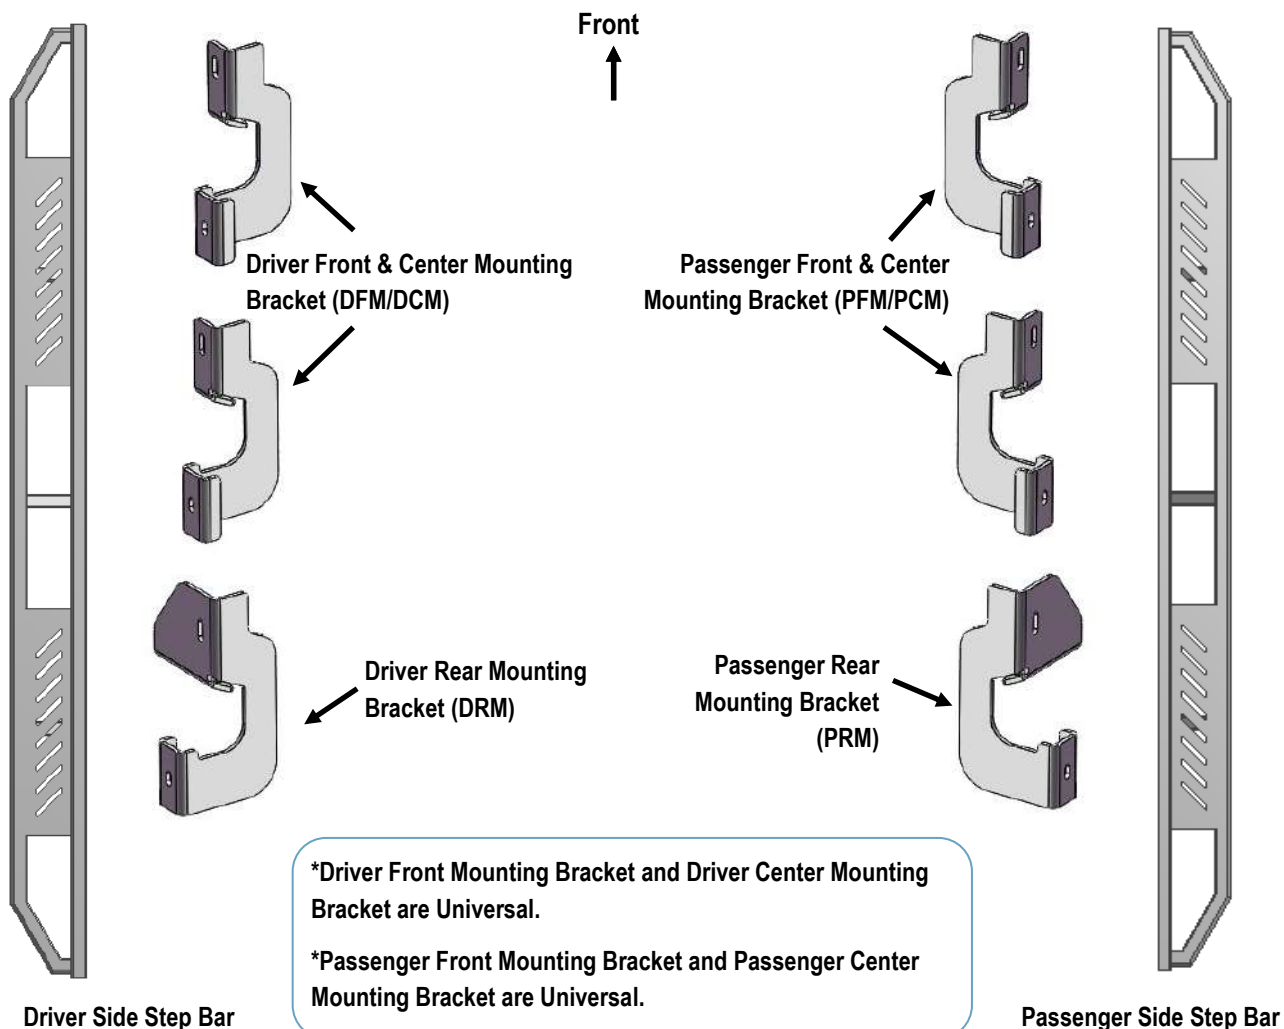 Front
Driver Front & Center Mounting
Bracket (DFM/DCM)
Passenger Front & Center
Mounting Bracket (PFM/PCM)
Driver Rear Mounting
Bracket (DRM)
Passenger Rear
Mounting Bracket
(PRM)
*Driver Front Mounting Bracket and Driver Center Mounting
Bracket are Universal.
*Passenger Front Mounting Bracket and Passenger Center
Mounting Bracket are Universal.
Driver Side Step Bar
Passenger Side Step Bar